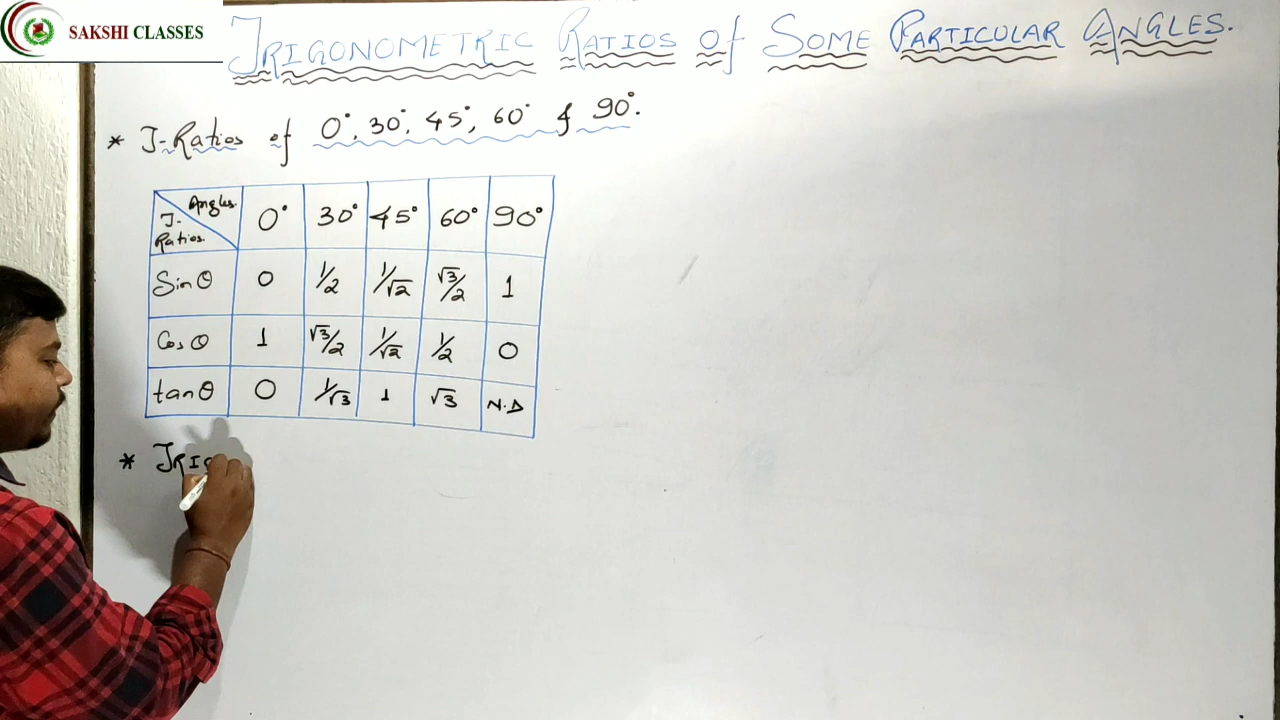 SAKSHI CLASSES
TRIGONOMETRIC RATIOS Of SOME PARTICULAR ANGLES.
* T-Ratios of 0°, 30°, 45°, 60° & 90°.
Angles. T-Ratios. 0° 30° 45° 60° 90°
Sinθ 0 1/2 1/√2 √3/2 1
Cosθ 1 √3/2 1/√2 1/2 0
tanθ 0 1/√3 1 √3 N.D
* TRIG